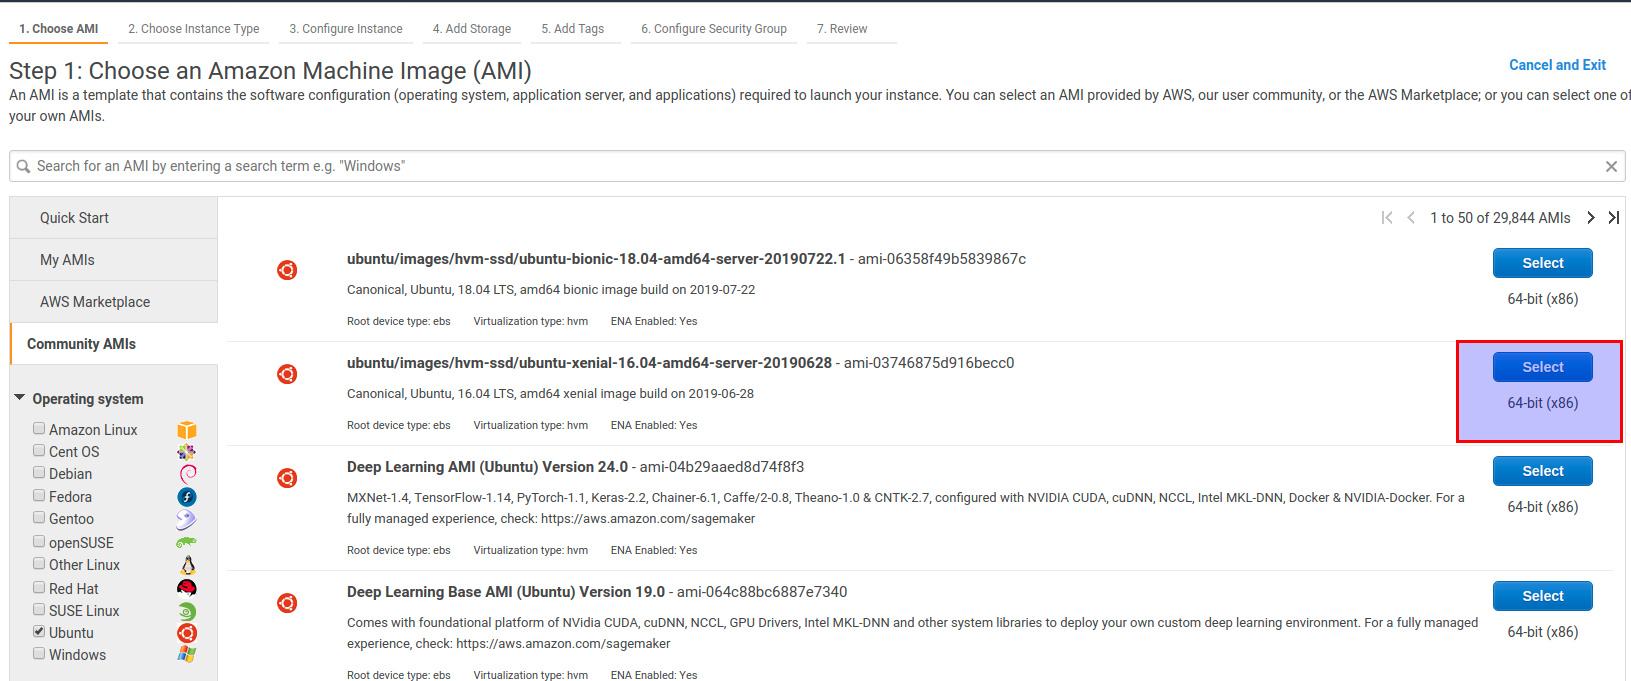 1. Choose AMI 2. Choose Instance Type 3. Configure Instance 4. Add Storage 5. Add Tags 6. Configure Security Group 7. Review
Step 1: Choose an Amazon Machine Image (AMI)
Cancel and Exit
An AMI is a template that contains the software configuration (operating system, application server, and applications) required to launch your instance. You can select an AMI provided by AWS, our user community, or the AWS Marketplace; or you can select one of
your own AMIs.
Search for an AMI by entering a search term e.g. "Windows"
Quick Start
My AMIs
AWS Marketplace
Community AMIs
Operating system
Amazon Linux
Cent OS
Debian
Fedora
Gentoo
openSUSE
Other Linux
Red Hat
SUSE Linux
Ubuntu
Windows
1 to 50 of 29,844 AMIs
ubuntu/images/hvm-ssd/ubuntu-bionic-18.04-amd64-server-20190722.1 - ami-06358f49b5839867c
Canonical, Ubuntu, 18.04 LTS, amd64 bionic image build on 2019-07-22
Root device type: ebs Virtualization type: hvm ENA Enabled: Yes
Select
64-bit (x86)
ubuntu/images/hvm-ssd/ubuntu-xenial-16.04-amd64-server-20190628 - ami-03746875d916becc0
Canonical, Ubuntu, 16.04 LTS, amd64 xenial image build on 2019-06-28
Root device type: ebs Virtualization type: hvm ENA Enabled: Yes
Select
64-bit (x86)
Deep Learning AMI (Ubuntu) Version 24.0 - ami-04b29aaed8d74f8f3
MXNet-1.4, TensorFlow-1.14, PyTorch-1.1, Keras-2.2, Chainer-6.1, Caffe/2-0.8, Theano-1.0 & CNTK-2.7, configured with NVIDIA CUDA, cuDNN, NCCL, Intel MKL-DNN, Docker & NVIDIA-Docker. For a
fully managed experience, check: https://aws.amazon.com/sagemaker
Root device type: ebs Virtualization type: hvm ENA Enabled: Yes
Select
64-bit (x86)
Deep Learning Base AMI (Ubuntu) Version 19.0 - ami-064c88bc6887e7340
Comes with foundational platform of NVidia CUDA, cuDNN, NCCL, GPU Drivers, Intel MKL-DNN and other system libraries to deploy your own custom deep learning environment. For a fully managed
experience, check: https://aws.amazon.com/sagemaker
Root device type: ebs Virtualization type: hvm ENA Enabled: Yes
Select
64-bit (x86)